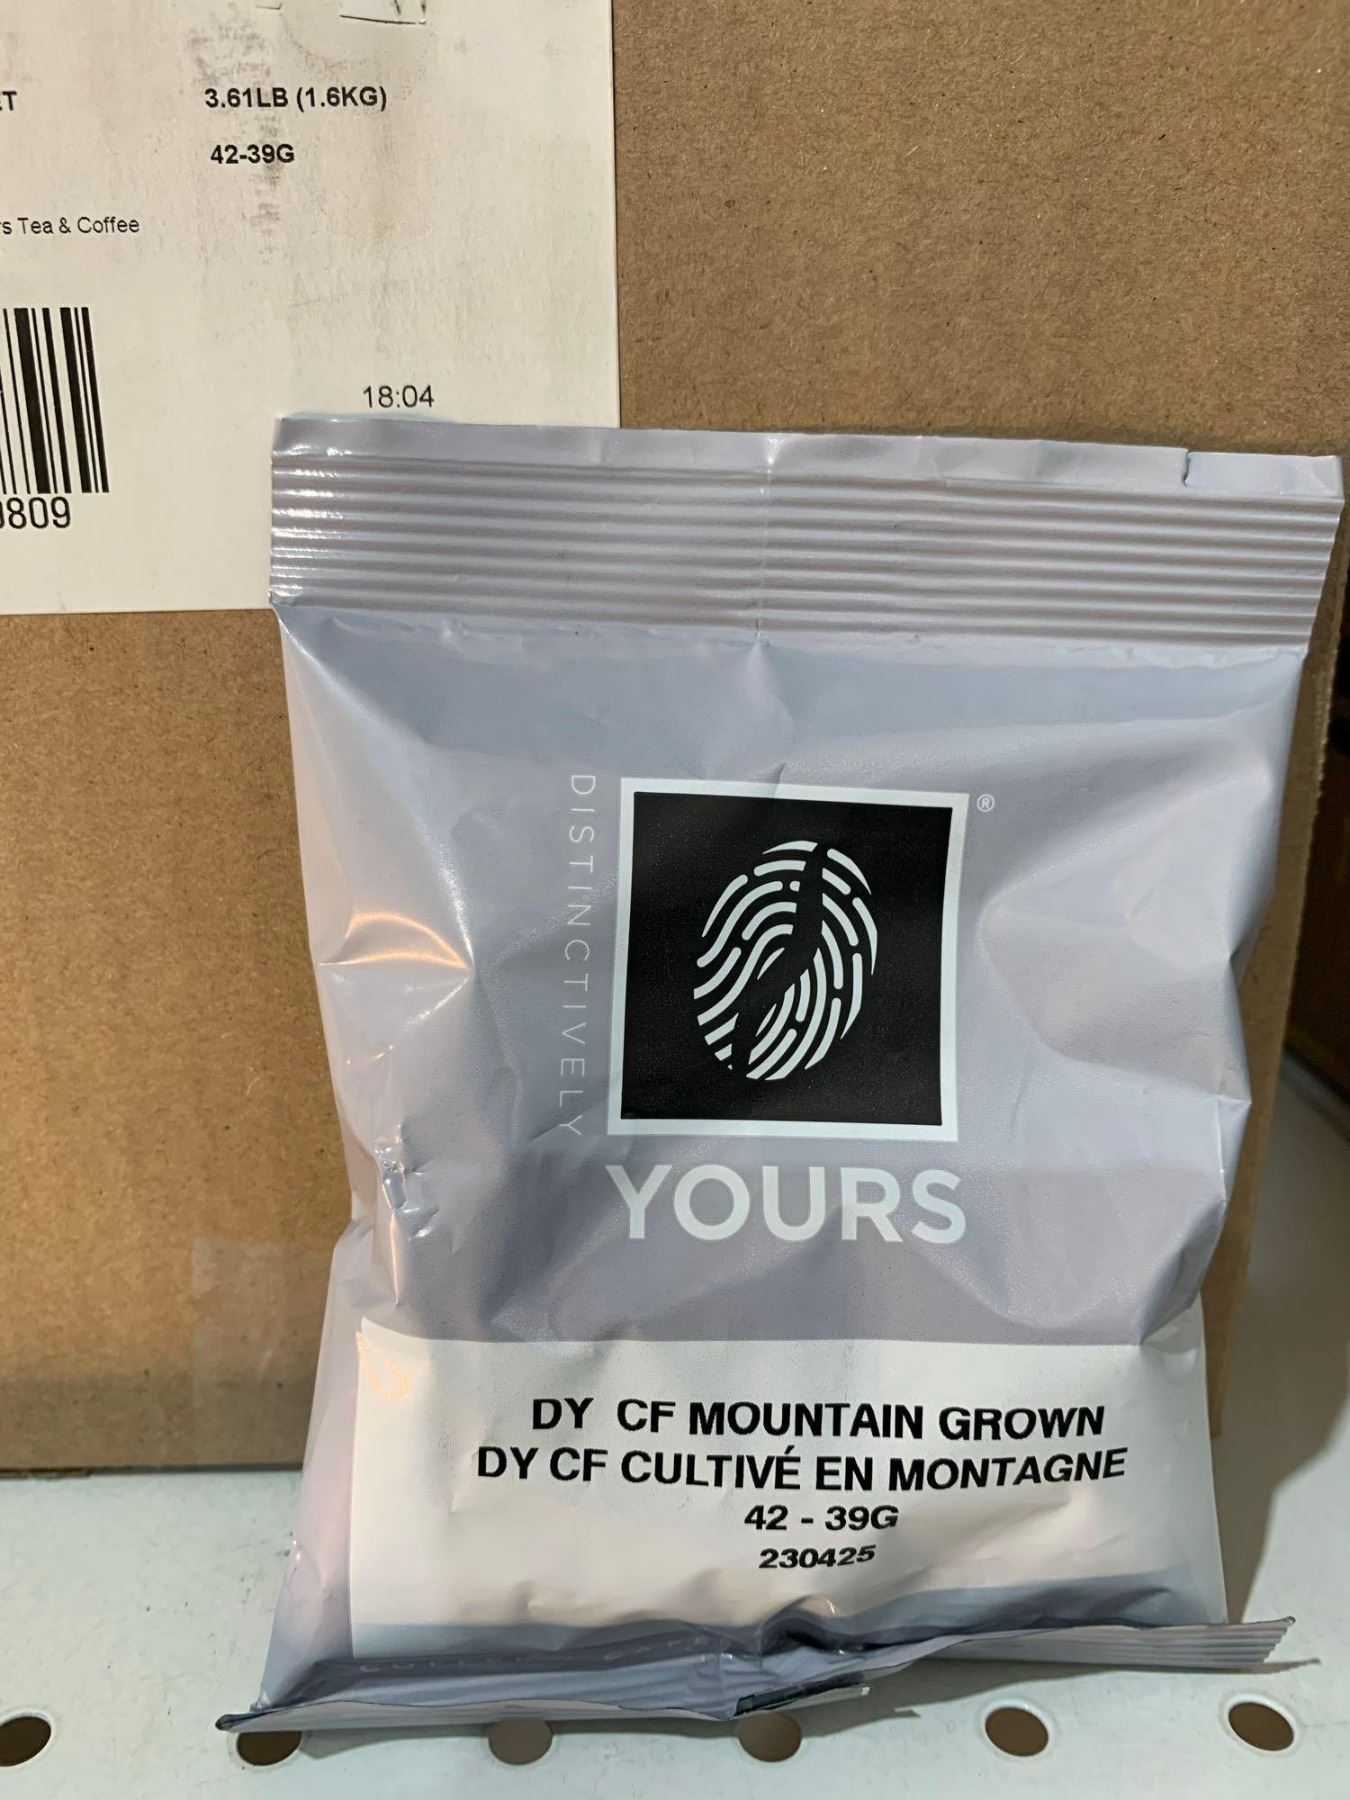 3.61LB (1.6KG)
42-39G
Tea & Coffee
18:04
809
DISTINCTIVELY
®
YOURS
DY CF MOUNTAIN GROWN
DY CF CULTIVÉ EN MONTAGNE
42 - 39G
230425